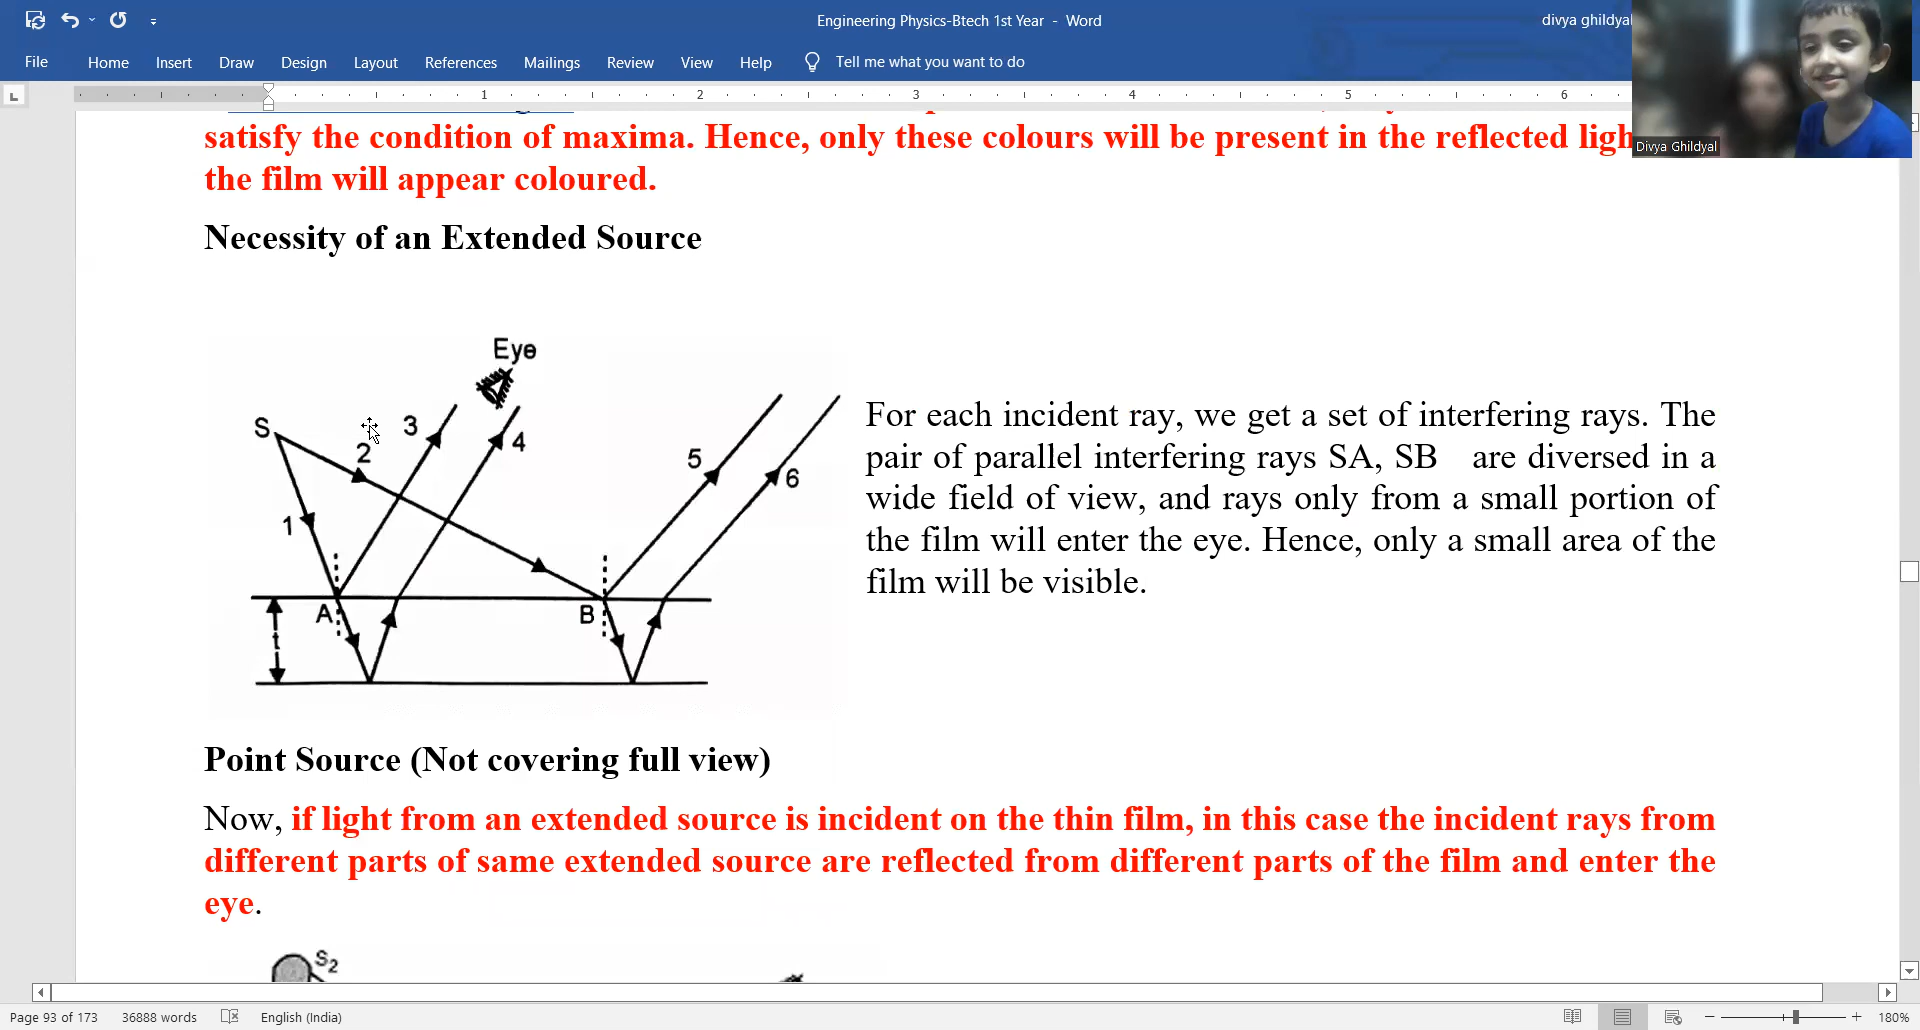 Engineering Physics-Btech 1st Year - Word
divya ghildyal
File Home Insert Draw Design Layout References Mailings Review View Help Tell me what you want to do
1 2 3 4 5 6
Divya Ghildyal
satisfy the condition of maxima. Hence, only these colours will be present in the reflected
the film will appear coloured.
Necessity of an Extended Source
Eye
S
3
4
2
1
5
6
A
B
t
For each incident ray, we get a set of interfering rays. The
pair of parallel interfering rays SA, SB are diversed in a
wide field of view, and rays only from a small portion of
the film will enter the eye. Hence, only a small area of the
film will be visible.
Point Source (Not covering full view)
Now, if light from an extended source is incident on the thin film, in this case the incident rays from
different parts of same extended source are reflected from different parts of the film and enter the
eye.
S2
Page 93 of 173 36888 words English (India) 180%